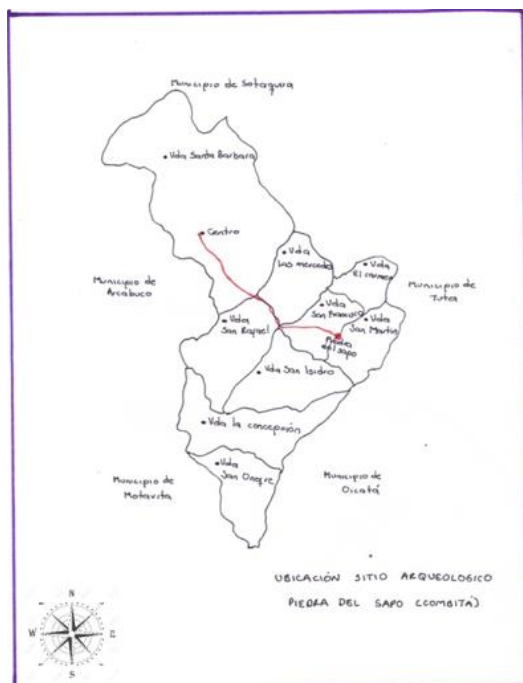 Municipio de Sotaquira
Vda Santa Barbara
Centro
Vda
las mercedes
Vda
El carmen
Municipio de
Arcabuco
Municipio de
Tuta
Vda
San Rafael
Vda
San Francisco
Vda
San Martin
Piedra
del sapo
Vda San Isidro
Vda la concepción
Vda
San Onofre
Municipio de
Motavita
Municipio de
Oicatá
UBICACIÓN SITIO ARQUEOLOGICO
PIEDRA DEL SAPO (COMBITA)
N
W
E
S